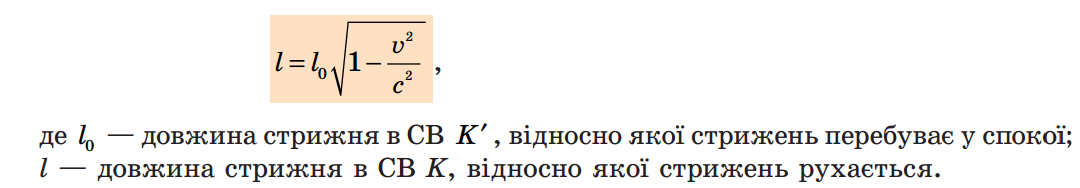 l = l₀√(1 − v²/c²) ,
де l₀ — довжина стрижня в СВ K′ , відносно якої стрижень перебуває у спокої;
l — довжина стрижня в СВ K, відносно якої стрижень рухається.